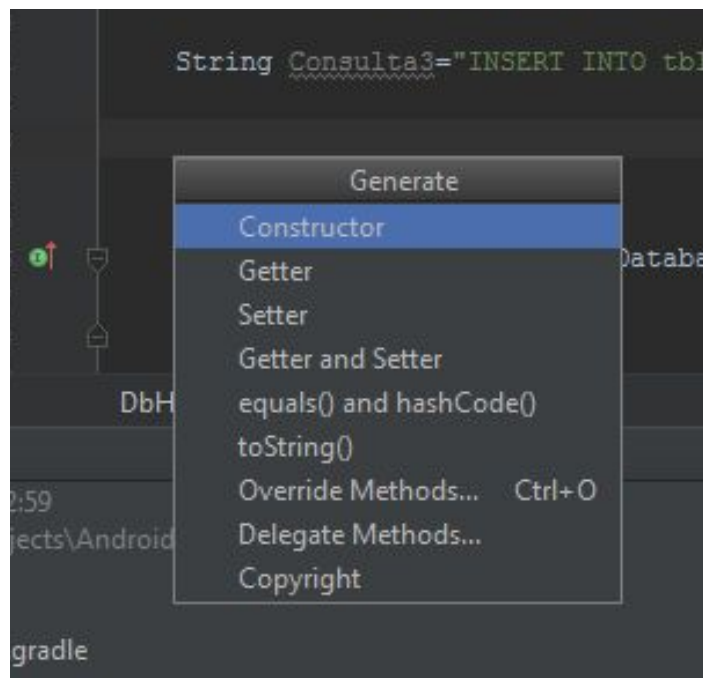 String Consulta3="INSERT INTO tbl
Generate
Constructor
Getter
Databa
Setter
Getter and Setter
DbH
equals() and hashCode()
toString()
2:59
Override Methods... Ctrl+O
jects\Android
Delegate Methods...
Copyright
gradle